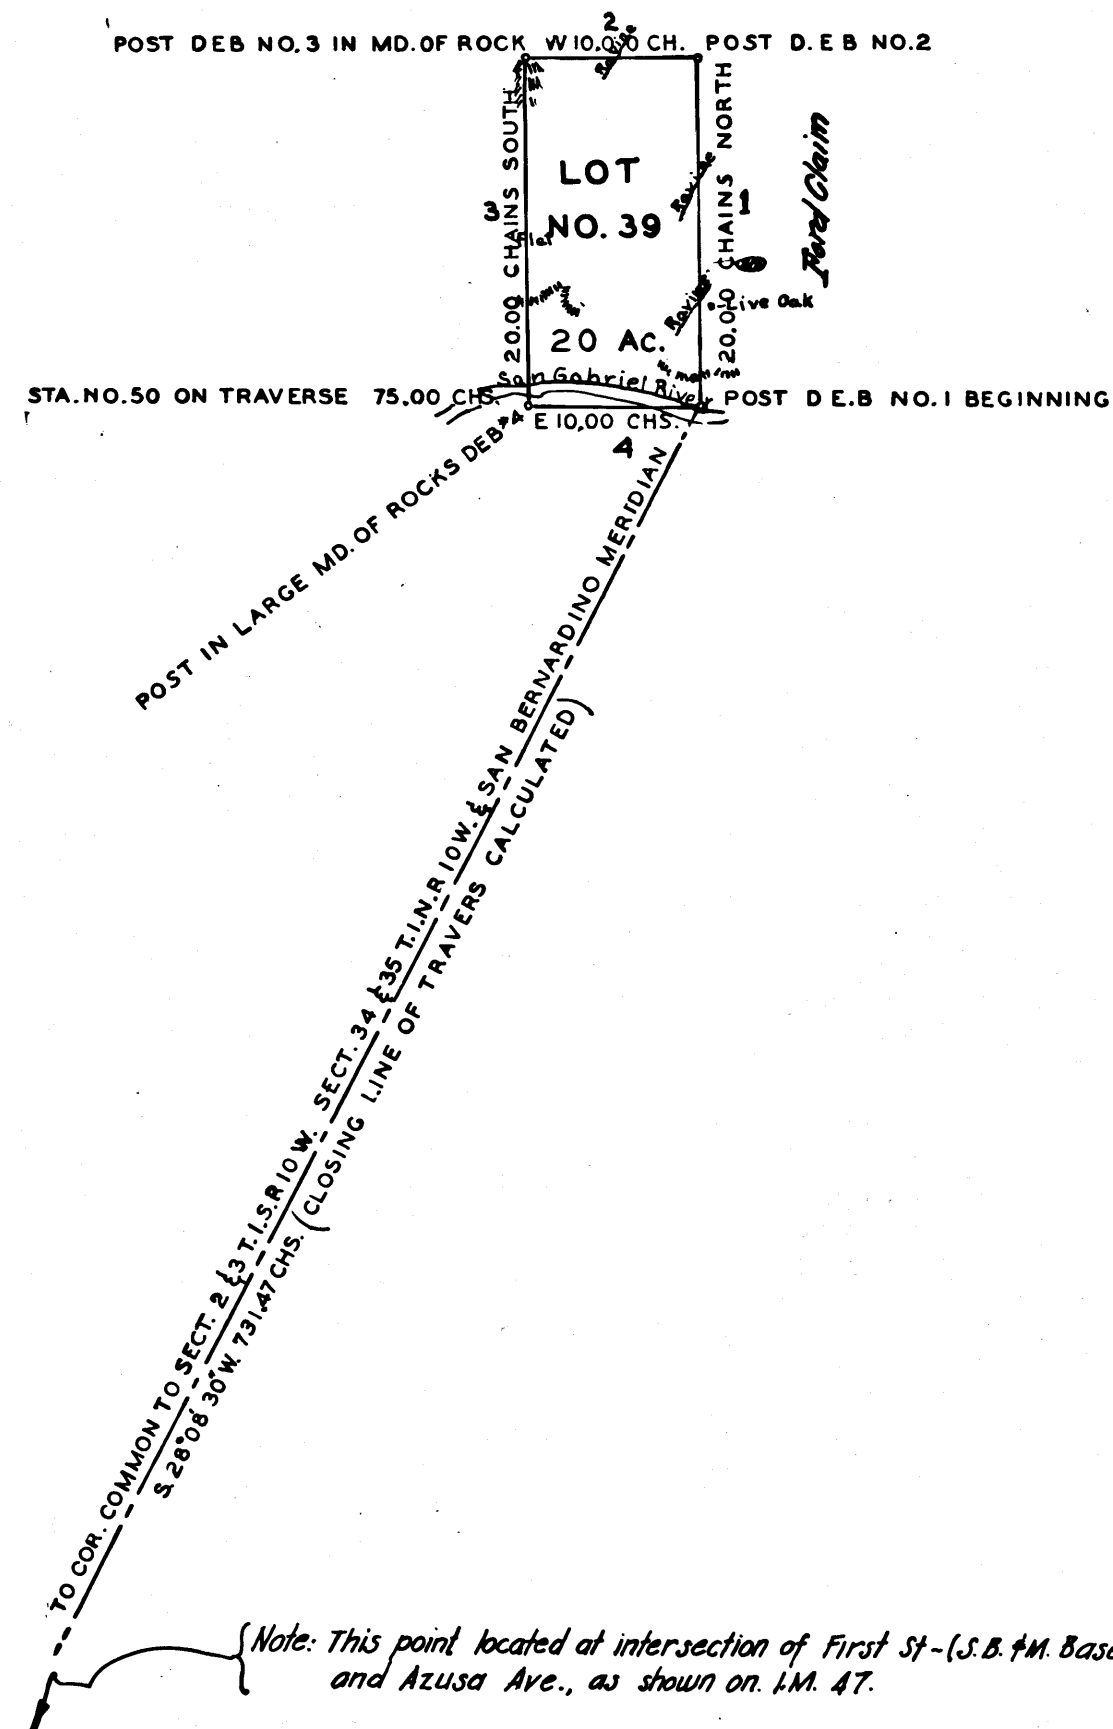 2
POST DEB NO.3 IN MD.OF ROCK W 10.00 CH. POST D.E B NO.2
Ravine
20.00 CHAINS SOUTH
20.00 CHAINS NORTH
Ford Claim
LOT
NO. 39
Ravine
3
1
Flat
Ravine
Live Oak
20 AC.
San Gabriel River
STA.NO.50 ON TRAVERSE 75.00 CHS.
POST D E.B NO.1 BEGINNING
E 10,00 CHS.
4
POST IN LARGE MD.OF ROCKS DEB #4
TO COR. COMMON TO SECT. 2 & 3 T.1.S.R 10 W. SECT. 34 & 35 T.1.N.R 10 W. & SAN BERNARDINO MERIDIAN
S. 28° 08' 30" W. 731.47 CHS. (CLOSING LINE OF TRAVERS CALCULATED)
Note: This point located at intersection of First St-(S.B. & M. Base
and Azusa Ave., as shown on I.M. 47.